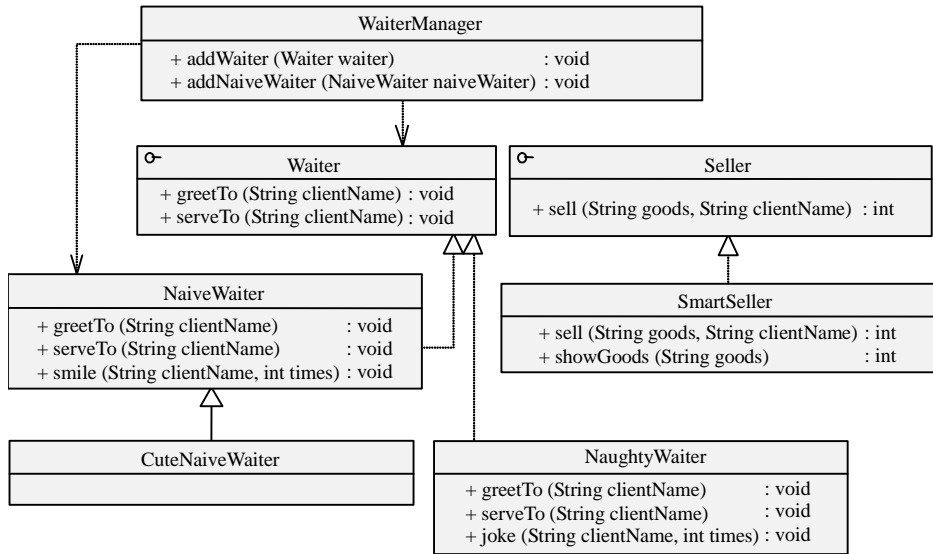 WaiterManager
+ addWaiter (Waiter waiter) : void
+ addNaiveWaiter (NaiveWaiter naiveWaiter) : void
Waiter
+ greetTo (String clientName) : void
+ serveTo (String clientName) : void
Seller
+ sell (String goods, String clientName) : int
NaiveWaiter
+ greetTo (String clientName) : void
+ serveTo (String clientName) : void
+ smile (String clientName, int times) : void
SmartSeller
+ sell (String goods, String clientName) : int
+ showGoods (String goods) : int
CuteNaiveWaiter
NaughtyWaiter
+ greetTo (String clientName) : void
+ serveTo (String clientName) : void
+ joke (String clientName, int times) : void